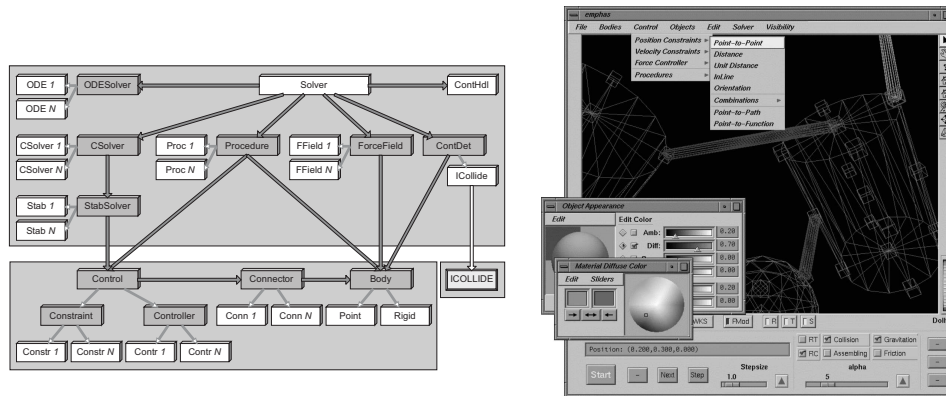 ODE 1
ODESolver
Solver
ContHdl
ODE N
CSolver 1
CSolver
Proc 1
Procedure
FField 1
ForceField
ContDet
CSolver N
Proc N
FField N
ICollide
Stab 1
StabSolver
Stab N
Control
Connector
Body
ICOLLIDE
Constraint
Controller
Conn 1
Conn N
Point
Rigid
Constr 1
Constr N
Contr 1
Contr N
emphas
File Bodies Control Objects Edit Solver Visibility
Position Constraints
Velocity Constraints
Force Controller
Procedures
Point-to-Point
Distance
Unit Distance
InLine
Orientation
Combinations
Point-to-Path
Point-to-Function
Object Appearance
Edit
Edit Color
Amb: 0.20
Diff: 0.70
0.00
0.00
0.20
0.00
Material Diffuse Color
Edit Sliders
WKS
FMod
R
T
S
Doll
Position: (0.200,0.300,0.000)
RT
Collision
Gravitation
RC
Assembling
Friction
Start
-
Next
Step
Stepsize
1.0
alpha
5